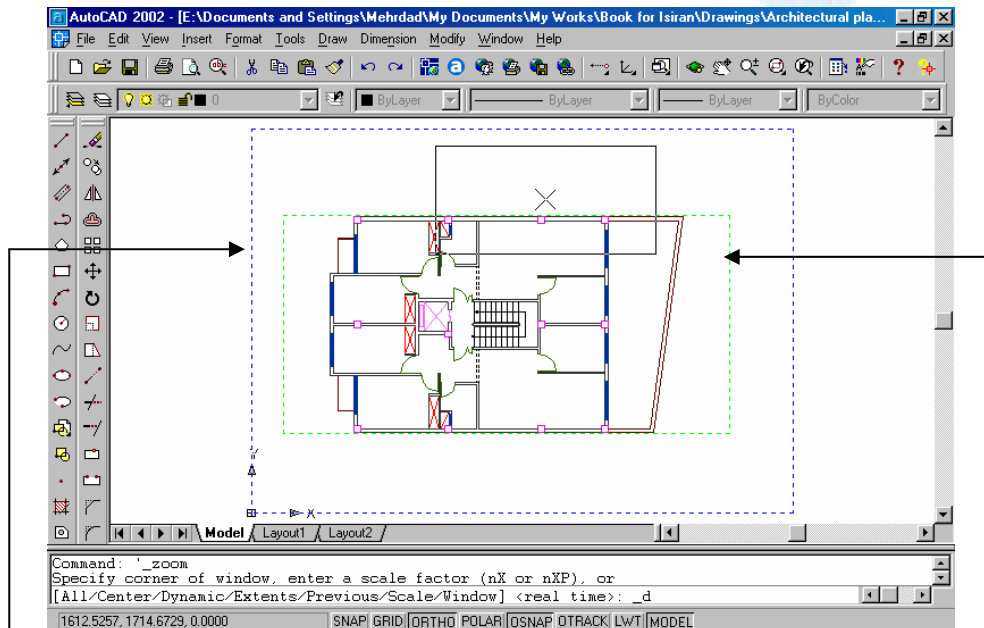 AutoCAD 2002 - [E:\Documents and Settings\Mehrdad\My Documents\My Works\Book for Isiran\Drawings\Architectural pla...
File Edit View Insert Format Tools Draw Dimension Modify Window Help
0 ByLayer ByLayer ByLayer ByColor
Y
X
Model Layout1 Layout2
Command: '_zoom
Specify corner of window, enter a scale factor (nX or nXP), or
[All/Center/Dynamic/Extents/Previous/Scale/Window] <real time>: _d
1612.5257, 1714.6729, 0.0000 SNAP GRID ORTHO POLAR OSNAP OTRACK LWT MODEL